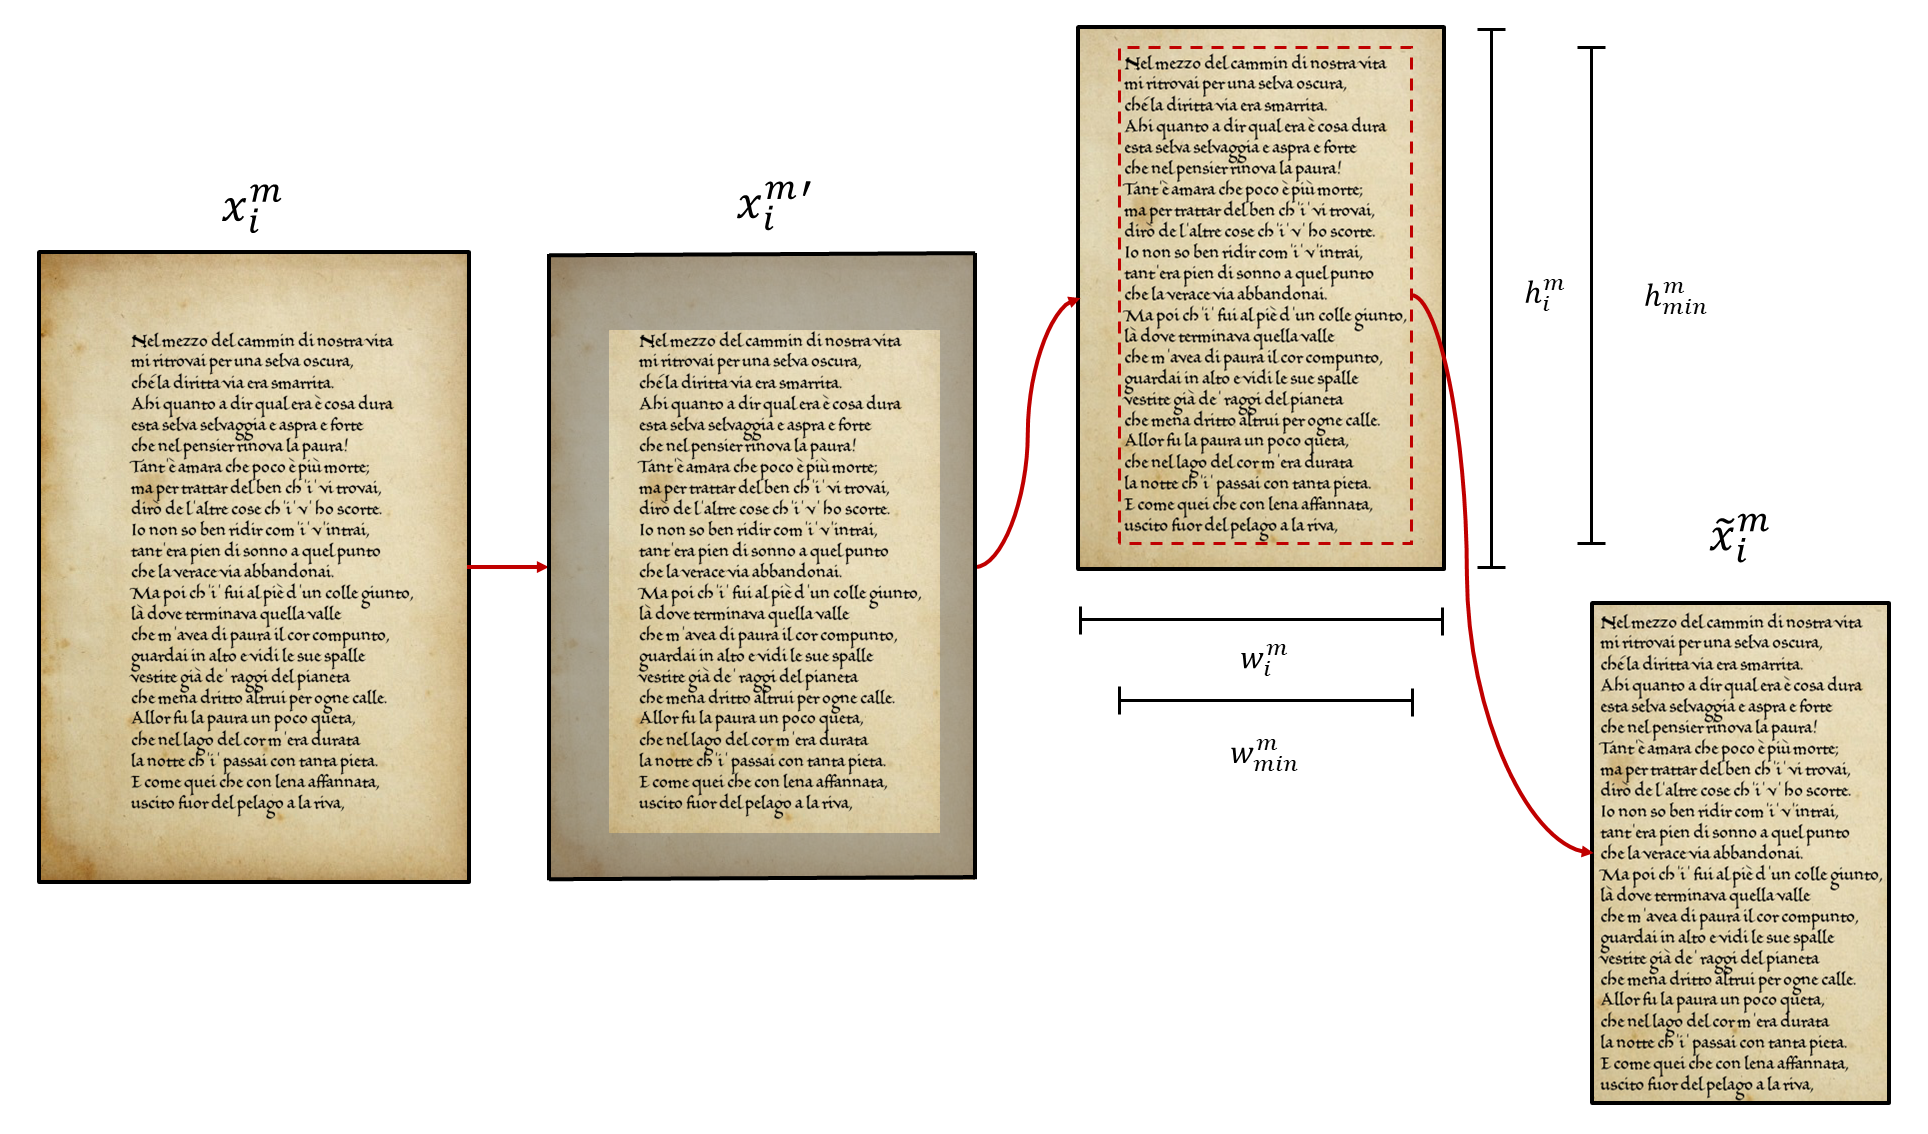 x_i^m
Nel mezzo del cammin di nostra vita
mi ritrovai per una selva oscura,
ché la diritta via era smarrita.
Ahi quanto a dir qual era è cosa dura
esta selva selvaggia e aspra e forte
che nel pensier rinova la paura!
Tant'è amara che poco è più morte;
ma per trattar del ben ch'i' vi trovai,
dirò de l'altre cose ch'i' v'ho scorte.
Io non so ben ridir com'i' v'intrai,
tant'era pien di sonno a quel punto
che la verace via abbandonai.
Ma poi ch'i' fui al piè d'un colle giunto,
là dove terminava quella valle
che m'avea di paura il cor compunto,
guardai in alto e vidi le sue spalle
vestite già de' raggi del pianeta
che mena dritto altrui per ogne calle.
Allor fu la paura un poco queta,
che nel lago del cor m'era durata
la notte ch'i' passai con tanta pieta.
E come quei che con lena affannata,
uscito fuor del pelago a la riva,
x_i^m′
Nel mezzo del cammin di nostra vita
mi ritrovai per una selva oscura,
ché la diritta via era smarrita.
Ahi quanto a dir qual era è cosa dura
esta selva selvaggia e aspra e forte
che nel pensier rinova la paura!
Tant'è amara che poco è più morte;
ma per trattar del ben ch'i' vi trovai,
dirò de l'altre cose ch'i' v'ho scorte.
Io non so ben ridir com'i' v'intrai,
tant'era pien di sonno a quel punto
che la verace via abbandonai.
Ma poi ch'i' fui al piè d'un colle giunto,
là dove terminava quella valle
che m'avea di paura il cor compunto,
guardai in alto e vidi le sue spalle
vestite già de' raggi del pianeta
che mena dritto altrui per ogne calle.
Allor fu la paura un poco queta,
che nel lago del cor m'era durata
la notte ch'i' passai con tanta pieta.
E come quei che con lena affannata,
uscito fuor del pelago a la riva,
Nel mezzo del cammin di nostra vita
mi ritrovai per una selva oscura,
ché la diritta via era smarrita.
Ahi quanto a dir qual era è cosa dura
esta selva selvaggia e aspra e forte
che nel pensier rinova la paura!
Tant'è amara che poco è più morte;
ma per trattar del ben ch'i' vi trovai,
dirò de l'altre cose ch'i' v'ho scorte.
Io non so ben ridir com'i' v'intrai,
tant'era pien di sonno a quel punto
che la verace via abbandonai.
Ma poi ch'i' fui al piè d'un colle giunto,
là dove terminava quella valle
che m'avea di paura il cor compunto,
guardai in alto e vidi le sue spalle
vestite già de' raggi del pianeta
che mena dritto altrui per ogne calle.
Allor fu la paura un poco queta,
che nel lago del cor m'era durata
la notte ch'i' passai con tanta pieta.
E come quei che con lena affannata,
uscito fuor del pelago a la riva,
h_i^m
h_min^m
w_i^m
w_min^m
x̃_i^m
Nel mezzo del cammin di nostra vita
mi ritrovai per una selva oscura,
ché la diritta via era smarrita.
Ahi quanto a dir qual era è cosa dura
esta selva selvaggia e aspra e forte
che nel pensier rinova la paura!
Tant'è amara che poco è più morte;
ma per trattar del ben ch'i' vi trovai,
dirò de l'altre cose ch'i' v'ho scorte.
Io non so ben ridir com'i' v'intrai,
tant'era pien di sonno a quel punto
che la verace via abbandonai.
Ma poi ch'i' fui al piè d'un colle giunto,
là dove terminava quella valle
che m'avea di paura il cor compunto,
guardai in alto e vidi le sue spalle
vestite già de' raggi del pianeta
che mena dritto altrui per ogne calle.
Allor fu la paura un poco queta,
che nel lago del cor m'era durata
la notte ch'i' passai con tanta pieta.
E come quei che con lena affannata,
uscito fuor del pelago a la riva,